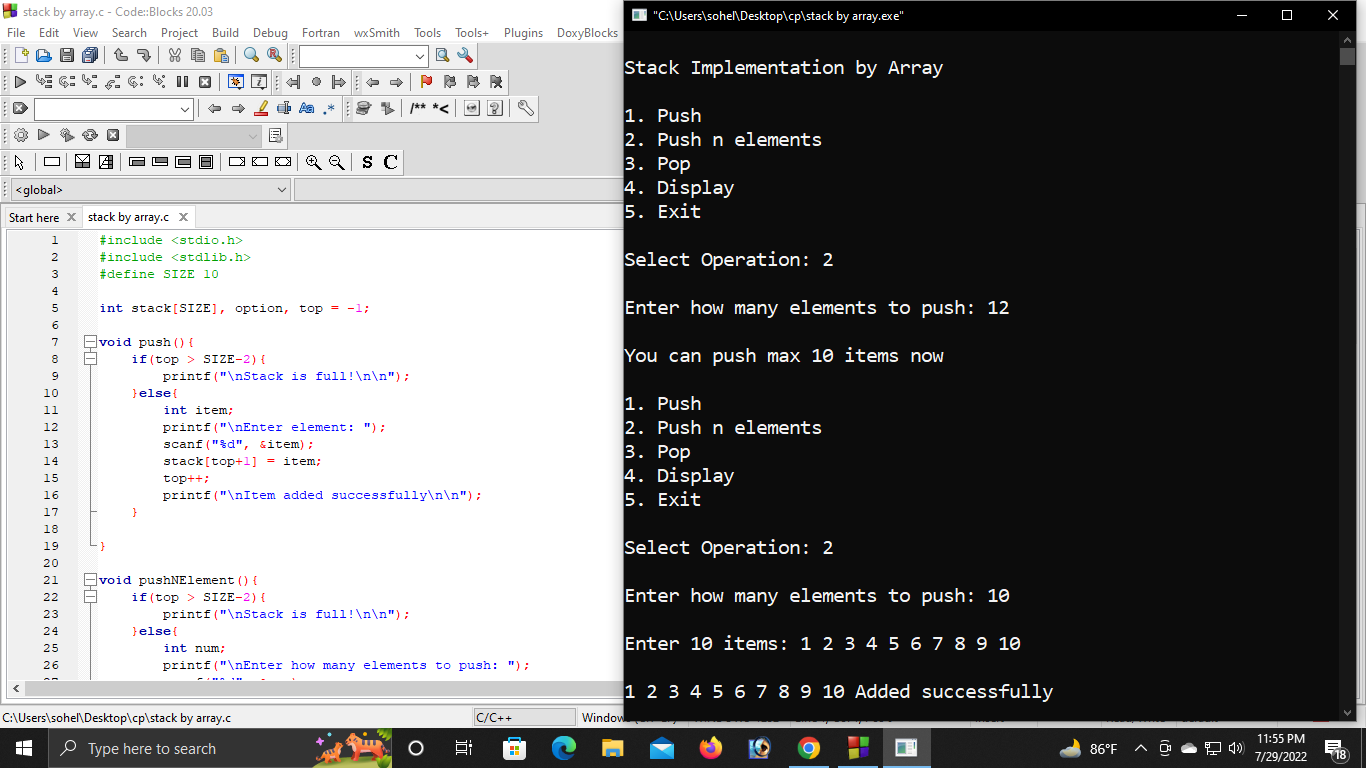 stack by array.c - Code::Blocks 20.03
File Edit View Search Project Build Debug Fortran wxSmith Tools Tools+ Plugins DoxyBlocks
/** *<
S C
<global>
Start here stack by array.c
1 #include <stdio.h>
2 #include <stdlib.h>
3 #define SIZE 10
4
5 int stack[SIZE], option, top = -1;
6
7 void push(){
8 if(top > SIZE-2){
9 printf("\nStack is full!\n\n");
10 }else{
11 int item;
12 printf("\nEnter element: ");
13 scanf("%d", &item);
14 stack[top+1] = item;
15 top++;
16 printf("\nItem added successfully\n\n");
17 }
18
19 }
20
21 void pushNElement(){
22 if(top > SIZE-2){
23 printf("\nStack is full!\n\n");
24 }else{
25 int num;
26 printf("\nEnter how many elements to push: ");
C:\Users\sohel\Desktop\cp\stack by array.c C/C++
"C:\Users\sohel\Desktop\cp\stack by array.exe"
Stack Implementation by Array
1. Push
2. Push n elements
3. Pop
4. Display
5. Exit
Select Operation: 2
Enter how many elements to push: 12
You can push max 10 items now
1. Push
2. Push n elements
3. Pop
4. Display
5. Exit
Select Operation: 2
Enter how many elements to push: 10
Enter 10 items: 1 2 3 4 5 6 7 8 9 10
1 2 3 4 5 6 7 8 9 10 Added successfully
Type here to search
86°F
11:55 PM
7/29/2022
18